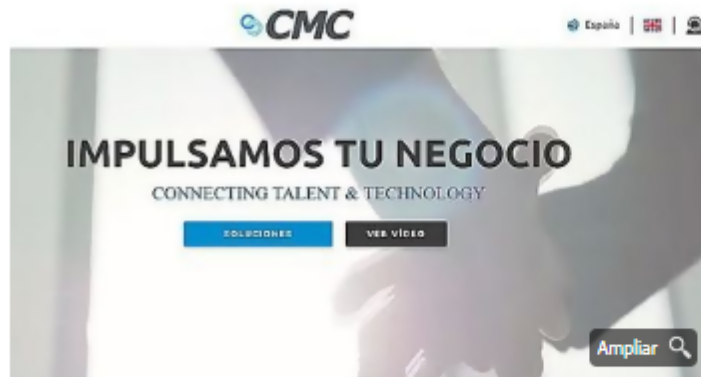 CMC
España
IMPULSAMOS TU NEGOCIO
CONNECTING TALENT & TECHNOLOGY
SOLUCIONES
VER VÍDEO
Ampliar